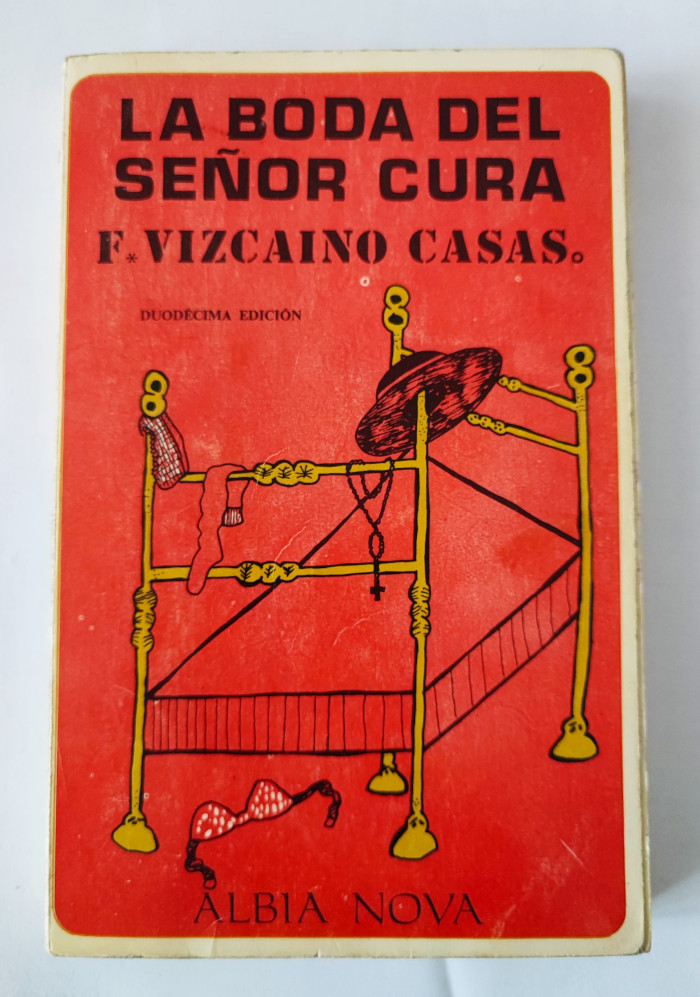 LA BODA DEL
SEÑOR CURA
F. VIZCAINO CASAS.
DUODÉCIMA EDICIÓN
ALBIA NOVA